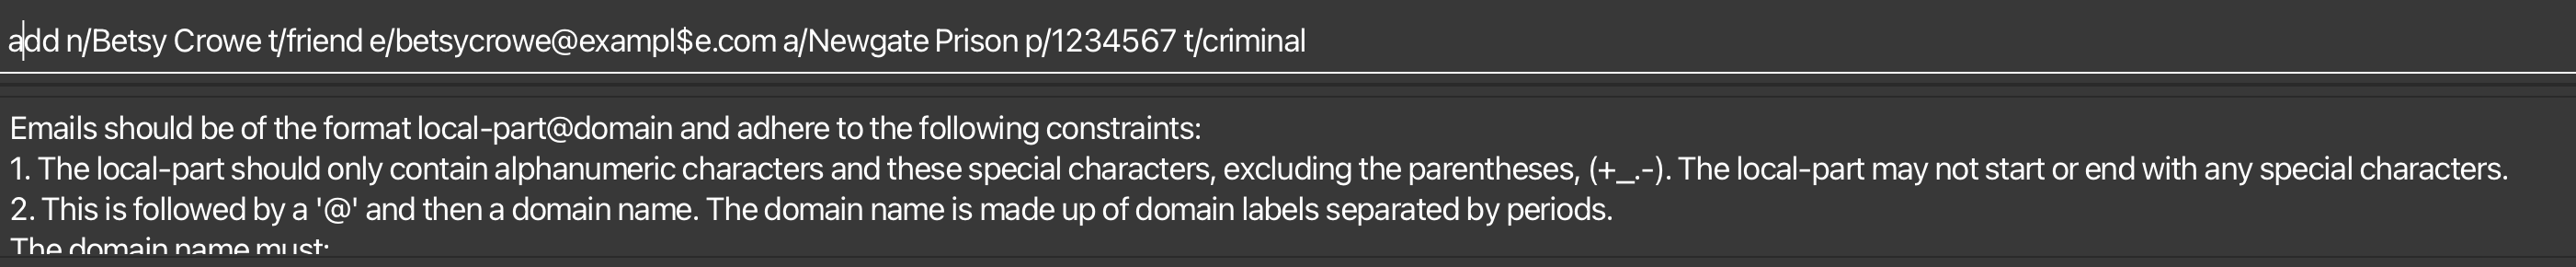 add n/Betsy Crowe t/friend e/betsycrowe@exampl$e.com a/Newgate Prison p/1234567 t/criminal
Emails should be of the format local-part@domain and adhere to the following constraints:
1. The local-part should only contain alphanumeric characters and these special characters, excluding the parentheses, (+_.-). The local-part may not start or end with any special characters.
2. This is followed by a '@' and then a domain name. The domain name is made up of domain labels separated by periods.
The domain name must: